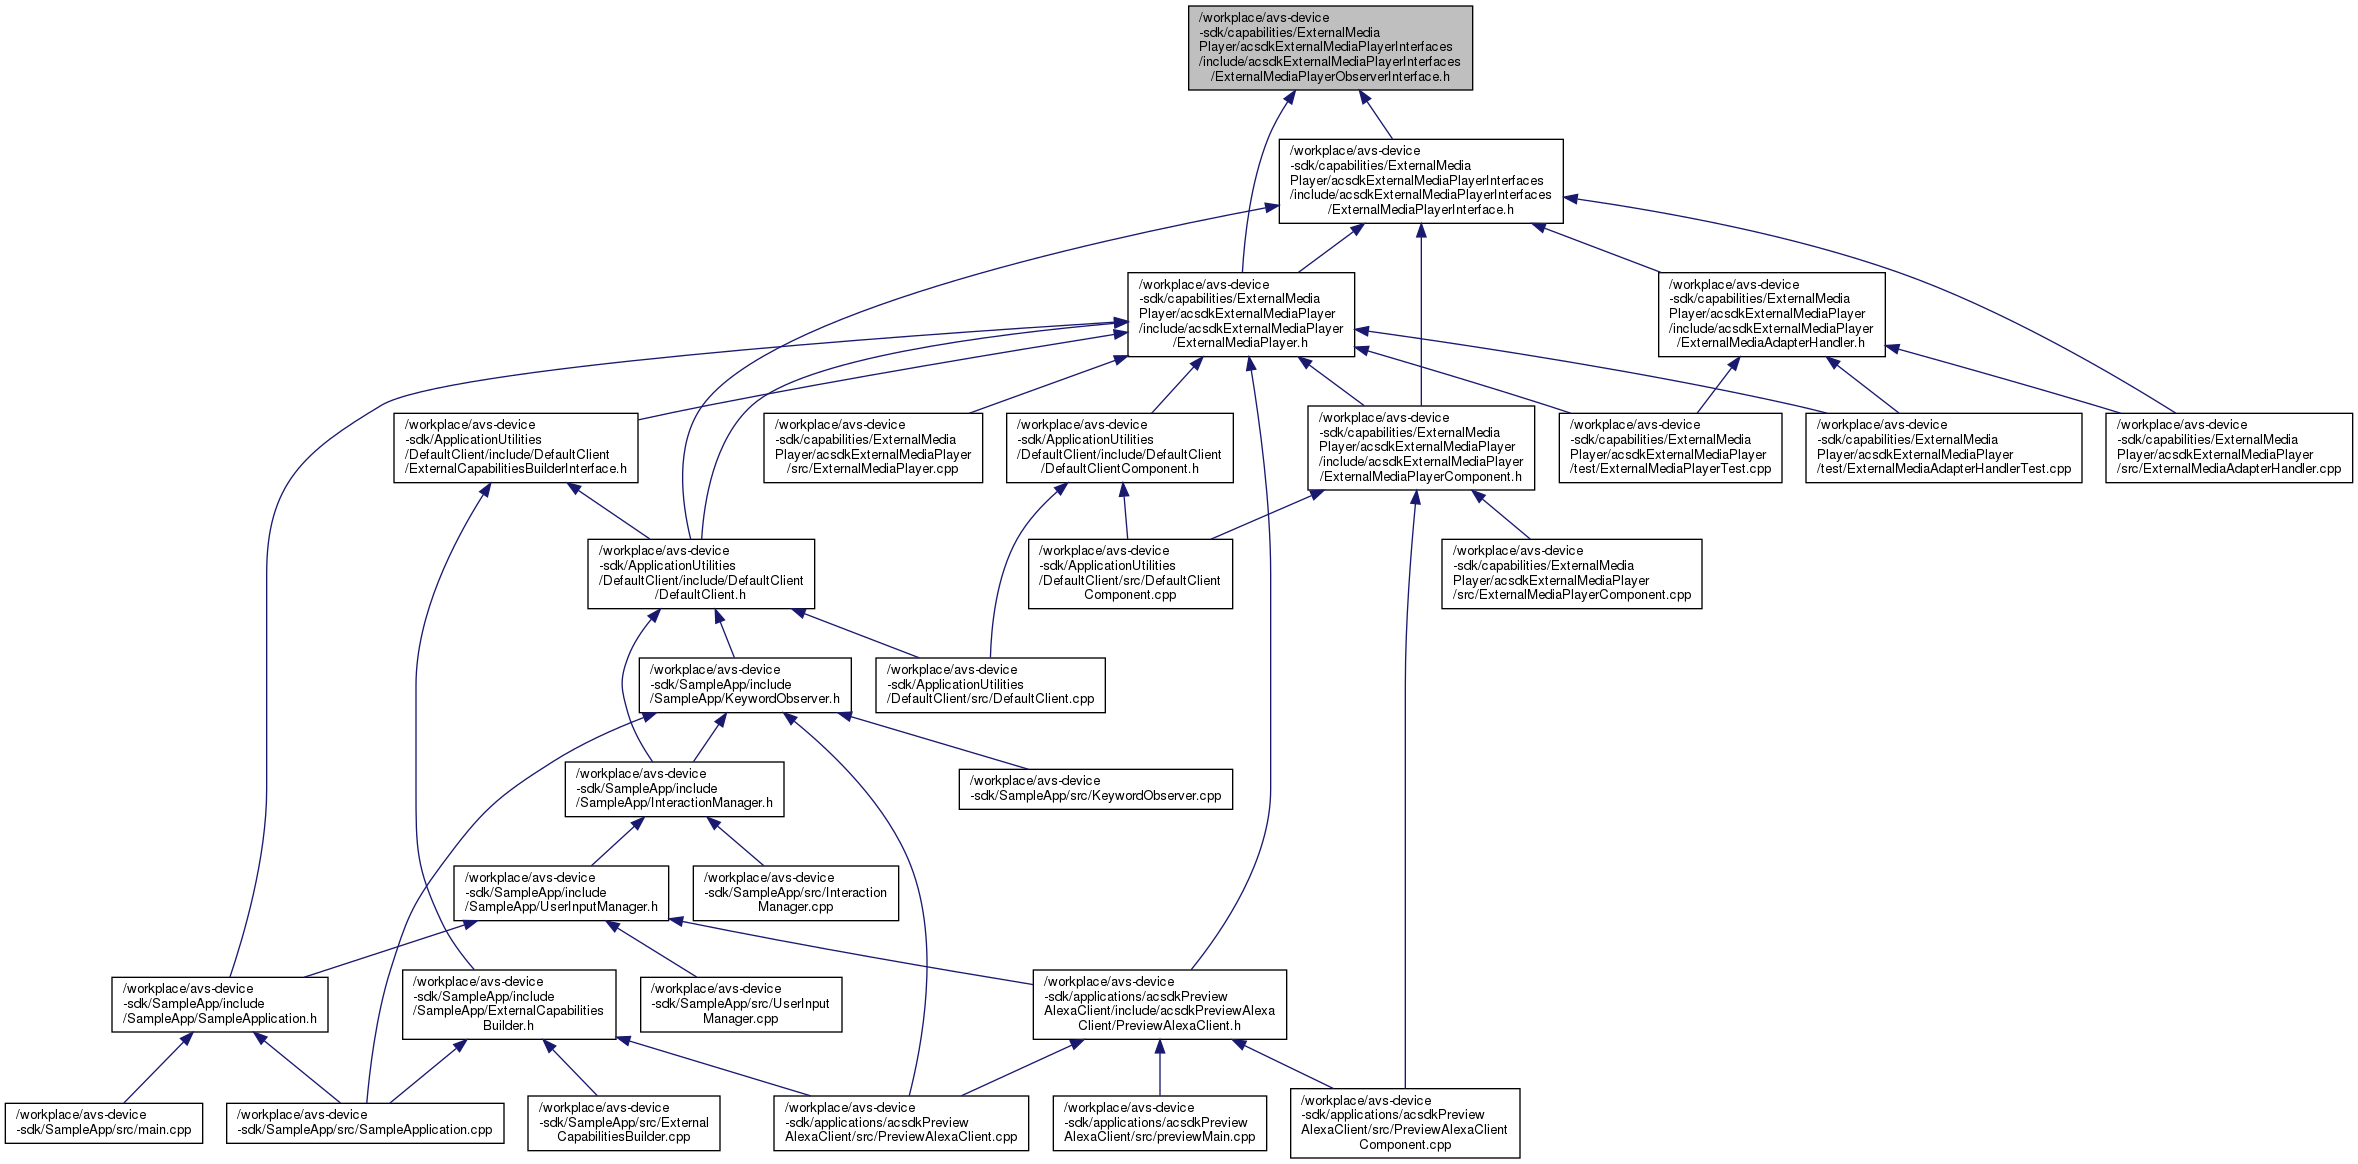 /workplace/avs-device
-sdk/capabilities/ExternalMedia
Player/acsdkExternalMediaPlayerInterfaces
/include/acsdkExternalMediaPlayerInterfaces
/ExternalMediaPlayerObserverInterface.h
/workplace/avs-device
-sdk/capabilities/ExternalMedia
Player/acsdkExternalMediaPlayerInterfaces
/include/acsdkExternalMediaPlayerInterfaces
/ExternalMediaPlayerInterface.h
/workplace/avs-device
-sdk/capabilities/ExternalMedia
Player/acsdkExternalMediaPlayer
/include/acsdkExternalMediaPlayer
/ExternalMediaPlayer.h
/workplace/avs-device
-sdk/capabilities/ExternalMedia
Player/acsdkExternalMediaPlayer
/include/acsdkExternalMediaPlayer
/ExternalMediaAdapterHandler.h
/workplace/avs-device
-sdk/ApplicationUtilities
/DefaultClient/include/DefaultClient
/ExternalCapabilitiesBuilderInterface.h
/workplace/avs-device
-sdk/capabilities/ExternalMedia
Player/acsdkExternalMediaPlayer
/src/ExternalMediaPlayer.cpp
/workplace/avs-device
-sdk/ApplicationUtilities
/DefaultClient/include/DefaultClient
/DefaultClientComponent.h
/workplace/avs-device
-sdk/capabilities/ExternalMedia
Player/acsdkExternalMediaPlayer
/include/acsdkExternalMediaPlayer
/ExternalMediaPlayerComponent.h
/workplace/avs-device
-sdk/capabilities/ExternalMedia
Player/acsdkExternalMediaPlayer
/test/ExternalMediaPlayerTest.cpp
/workplace/avs-device
-sdk/capabilities/ExternalMedia
Player/acsdkExternalMediaPlayer
/test/ExternalMediaAdapterHandlerTest.cpp
/workplace/avs-device
-sdk/capabilities/ExternalMedia
Player/acsdkExternalMediaPlayer
/src/ExternalMediaAdapterHandler.cpp
/workplace/avs-device
-sdk/ApplicationUtilities
/DefaultClient/include/DefaultClient
/DefaultClient.h
/workplace/avs-device
-sdk/ApplicationUtilities
/DefaultClient/src/DefaultClient
Component.cpp
/workplace/avs-device
-sdk/capabilities/ExternalMedia
Player/acsdkExternalMediaPlayer
/src/ExternalMediaPlayerComponent.cpp
/workplace/avs-device
-sdk/SampleApp/include
/SampleApp/KeywordObserver.h
/workplace/avs-device
-sdk/ApplicationUtilities
/DefaultClient/src/DefaultClient.cpp
/workplace/avs-device
-sdk/SampleApp/include
/SampleApp/InteractionManager.h
/workplace/avs-device
-sdk/SampleApp/src/KeywordObserver.cpp
/workplace/avs-device
-sdk/SampleApp/include
/SampleApp/UserInputManager.h
/workplace/avs-device
-sdk/SampleApp/src/Interaction
Manager.cpp
/workplace/avs-device
-sdk/SampleApp/include
/SampleApp/SampleApplication.h
/workplace/avs-device
-sdk/SampleApp/include
/SampleApp/ExternalCapabilities
Builder.h
/workplace/avs-device
-sdk/SampleApp/src/UserInput
Manager.cpp
/workplace/avs-device
-sdk/applications/acsdkPreview
AlexaClient/include/acsdkPreviewAlexa
Client/PreviewAlexaClient.h
/workplace/avs-device
-sdk/SampleApp/src/main.cpp
/workplace/avs-device
-sdk/SampleApp/src/SampleApplication.cpp
/workplace/avs-device
-sdk/SampleApp/src/External
CapabilitiesBuilder.cpp
/workplace/avs-device
-sdk/applications/acsdkPreview
AlexaClient/src/PreviewAlexaClient.cpp
/workplace/avs-device
-sdk/applications/acsdkPreview
AlexaClient/src/previewMain.cpp
/workplace/avs-device
-sdk/applications/acsdkPreview
AlexaClient/src/PreviewAlexaClient
Component.cpp